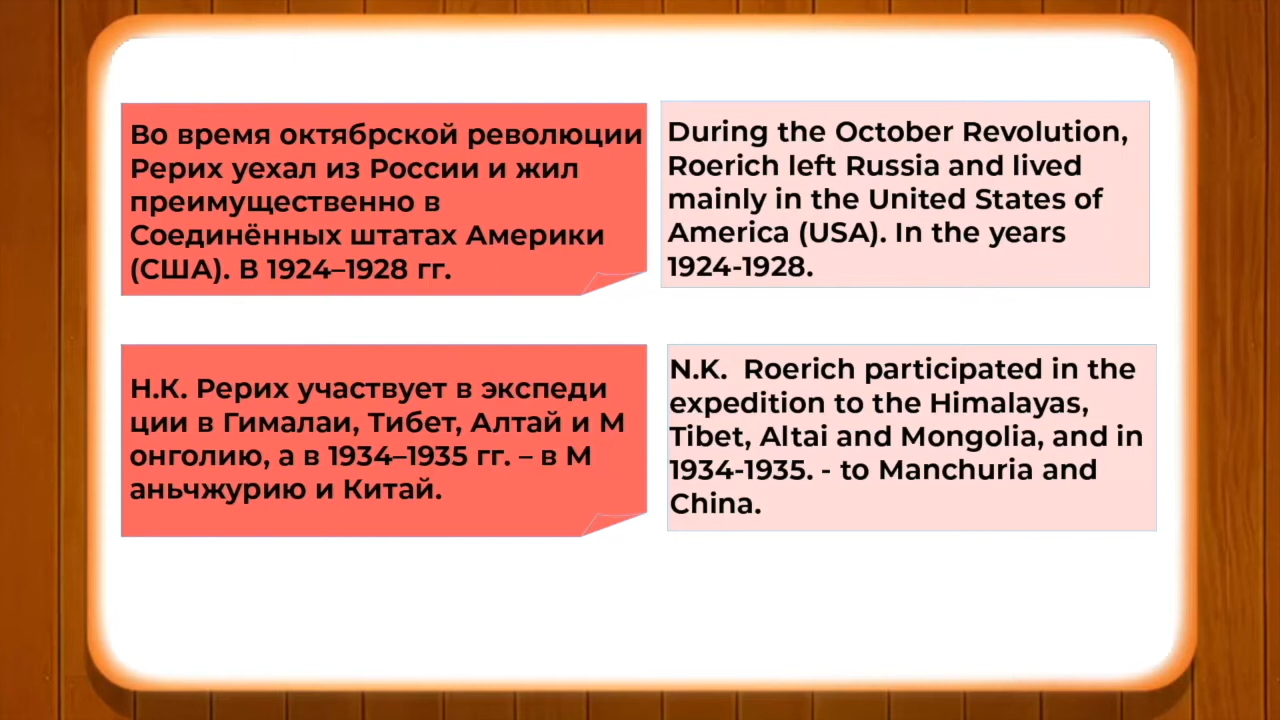 Во время октябрской революции
Рерих уехал из России и жил
преимущественно в
Соединённых штатах Америки
(США). В 1924–1928 гг.
During the October Revolution,
Roerich left Russia and lived
mainly in the United States of
America (USA). In the years
1924-1928.
Н.К. Рерих участвует в экспеди
ции в Гималаи, Тибет, Алтай и М
онголию, а в 1934–1935 гг. – в М
аньчжурию и Китай.
N.K.  Roerich participated in the
expedition to the Himalayas,
Tibet, Altai and Mongolia, and in
1934-1935. - to Manchuria and
China.